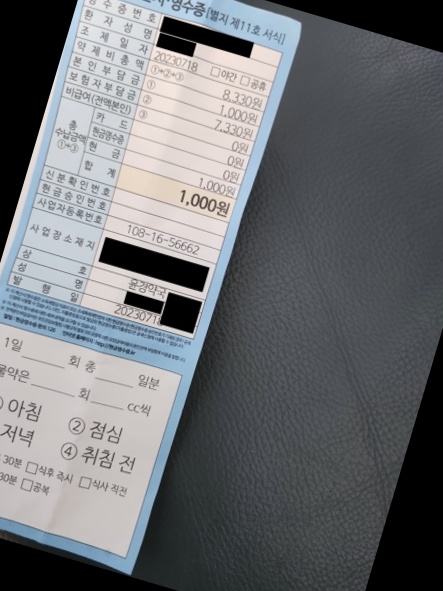 영수증[별지 제11호 서식]
영수증번호
환 자 성 명
조 제 일 자 20230718 □야간 □공휴
약 제 비 총 액 ①+②+③ 8,330원
본 인 부 담 금 ① 1,000원
보험자부담금 ② 7,330원
비급여(전액본인) ③ 0원
총 수납금액 ①+③
카 드 0원
현금영수증 0원
현 금 1,000원
합 계 1,000원
신분확인번호
현금승인번호
사업자등록번호 108-16-56662
사 업 장 소 재 지
상 호 윤강약국
성 명
발 행 일 2023071
1일 ___ 회 총 ___ 일분
물약은 ___ 회 ___ cc씩
아침 ② 점심
저녁 ④ 취침 전
30분 □식후 즉시 □식사 직전
30분 □공복